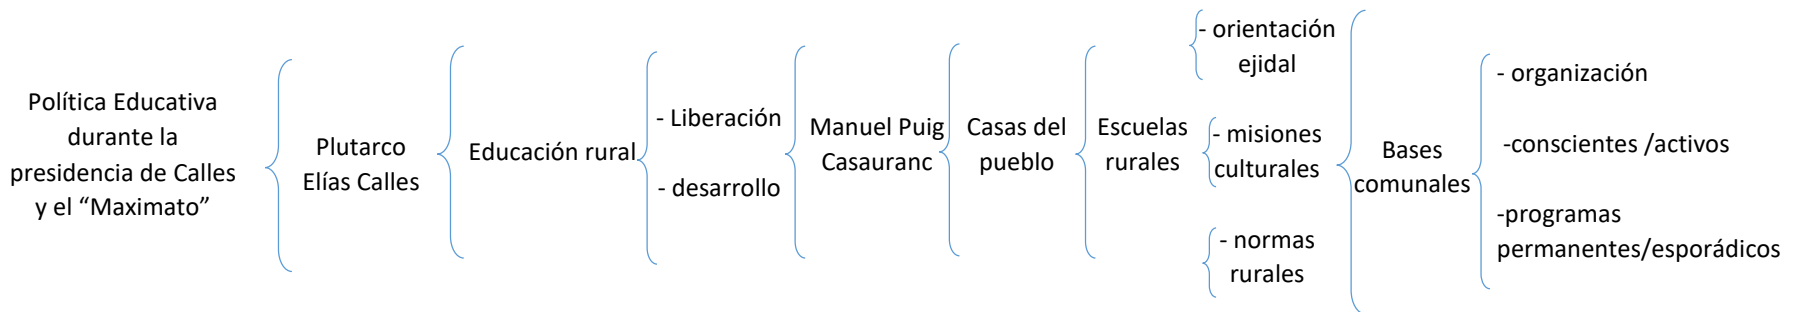 Política Educativa
durante la
presidencia de Calles
y el “Maximato”
Plutarco
Elías Calles
Educación rural
- Liberación
- desarrollo
Manuel Puig
Casauranc
Casas del
pueblo
Escuelas
rurales
- orientación
ejidal
- misiones
culturales
- normas
rurales
Bases
comunales
- organización
-conscientes /activos
-programas
permanentes/esporádicos